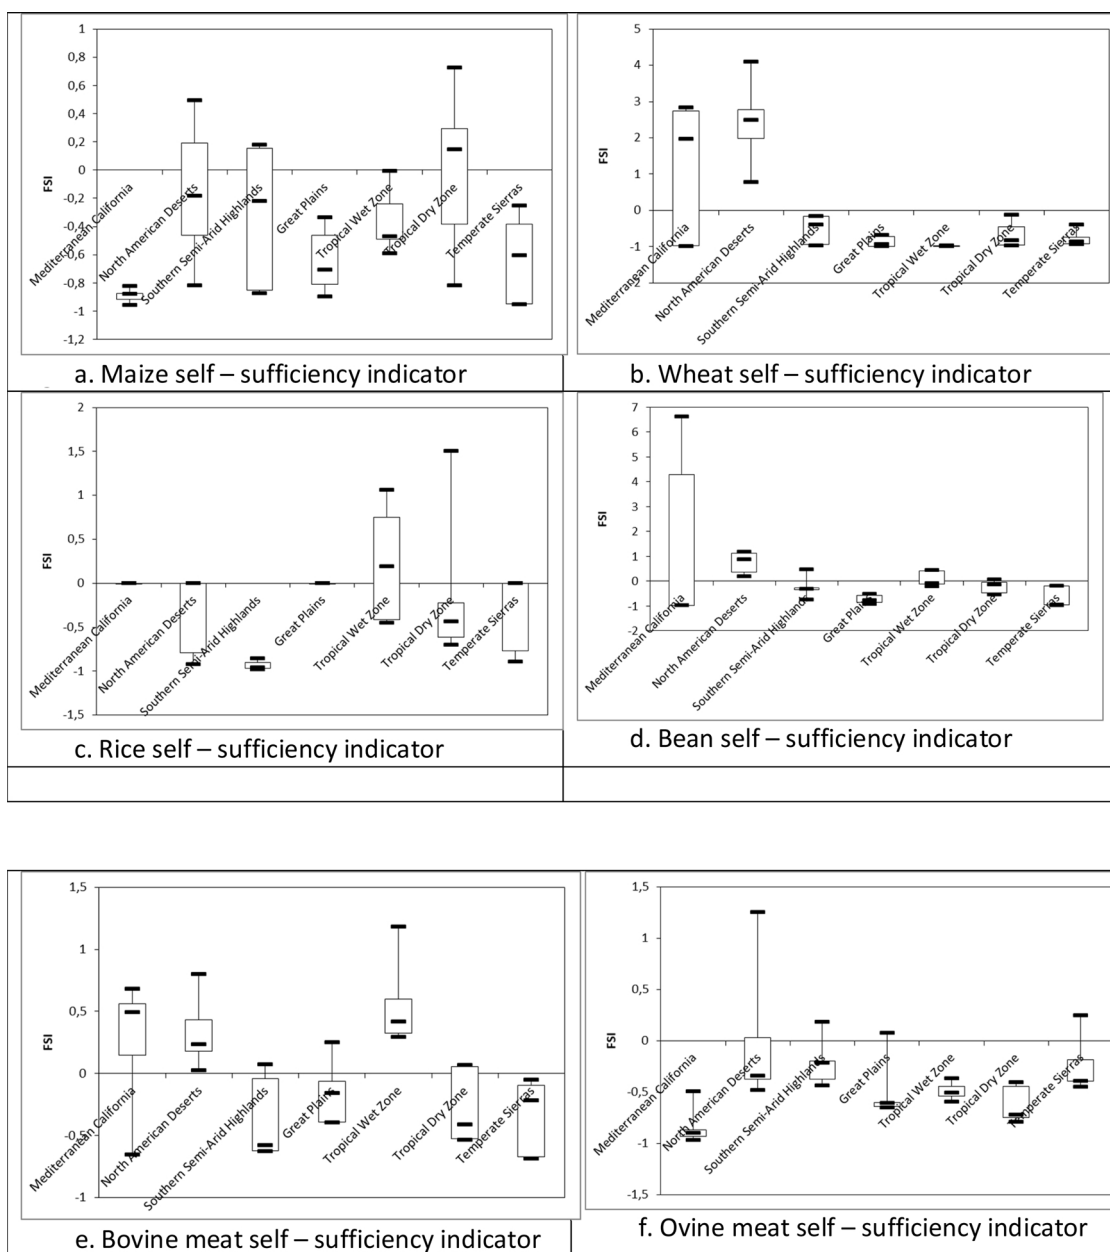 1
0,8
0,6
0,4
0,2
0
-0,2
-0,4
-0,6
-0,8
-1
-1,2
FSI
Mediterranean California
North American Deserts
Southern Semi-Arid Highlands
Great Plains
Tropical Wet Zone
Tropical Dry Zone
Temperate Sierras
a. Maize self – sufficiency indicator
5
4
3
2
1
0
-1
2
FSI
Mediterranean California
North American Deserts
Southern Semi-Arid Highlands
Great Plains
Tropical Wet Zone
Tropical Dry Zone
Temperate Sierras
b. Wheat self – sufficiency indicator
2
1,5
1
0,5
0
-0,5
-1
-1,5
FSI
Mediterranean California
North American Deserts
Southern Semi-Arid Highlands
Great Plains
Tropical Wet Zone
Tropical Dry Zone
Temperate Sierras
c. Rice self – sufficiency indicator
7
6
5
4
3
2
1
0
-1
-2
FSI
Mediterranean California
North American Deserts
Southern Semi-Arid Highlands
Great Plains
Tropical Wet Zone
Tropical Dry Zone
Temperate Sierras
d. Bean self – sufficiency indicator
1,5
1
0,5
0
-0,5
-1
FSI
Mediterranean California
North American Deserts
Southern Semi-Arid Highlands
Great Plains
Tropical Wet Zone
Tropical Dry Zone
Temperate Sierras
e. Bovine meat self – sufficiency indicator
1,5
1
0,5
0
-0,5
-1
-1,5
FSI
Mediterranean California
North American Deserts
Southern Semi-Arid Highlands
Great Plains
Tropical Wet Zone
Tropical Dry Zone
Temperate Sierras
f. Ovine meat self – sufficiency indicator